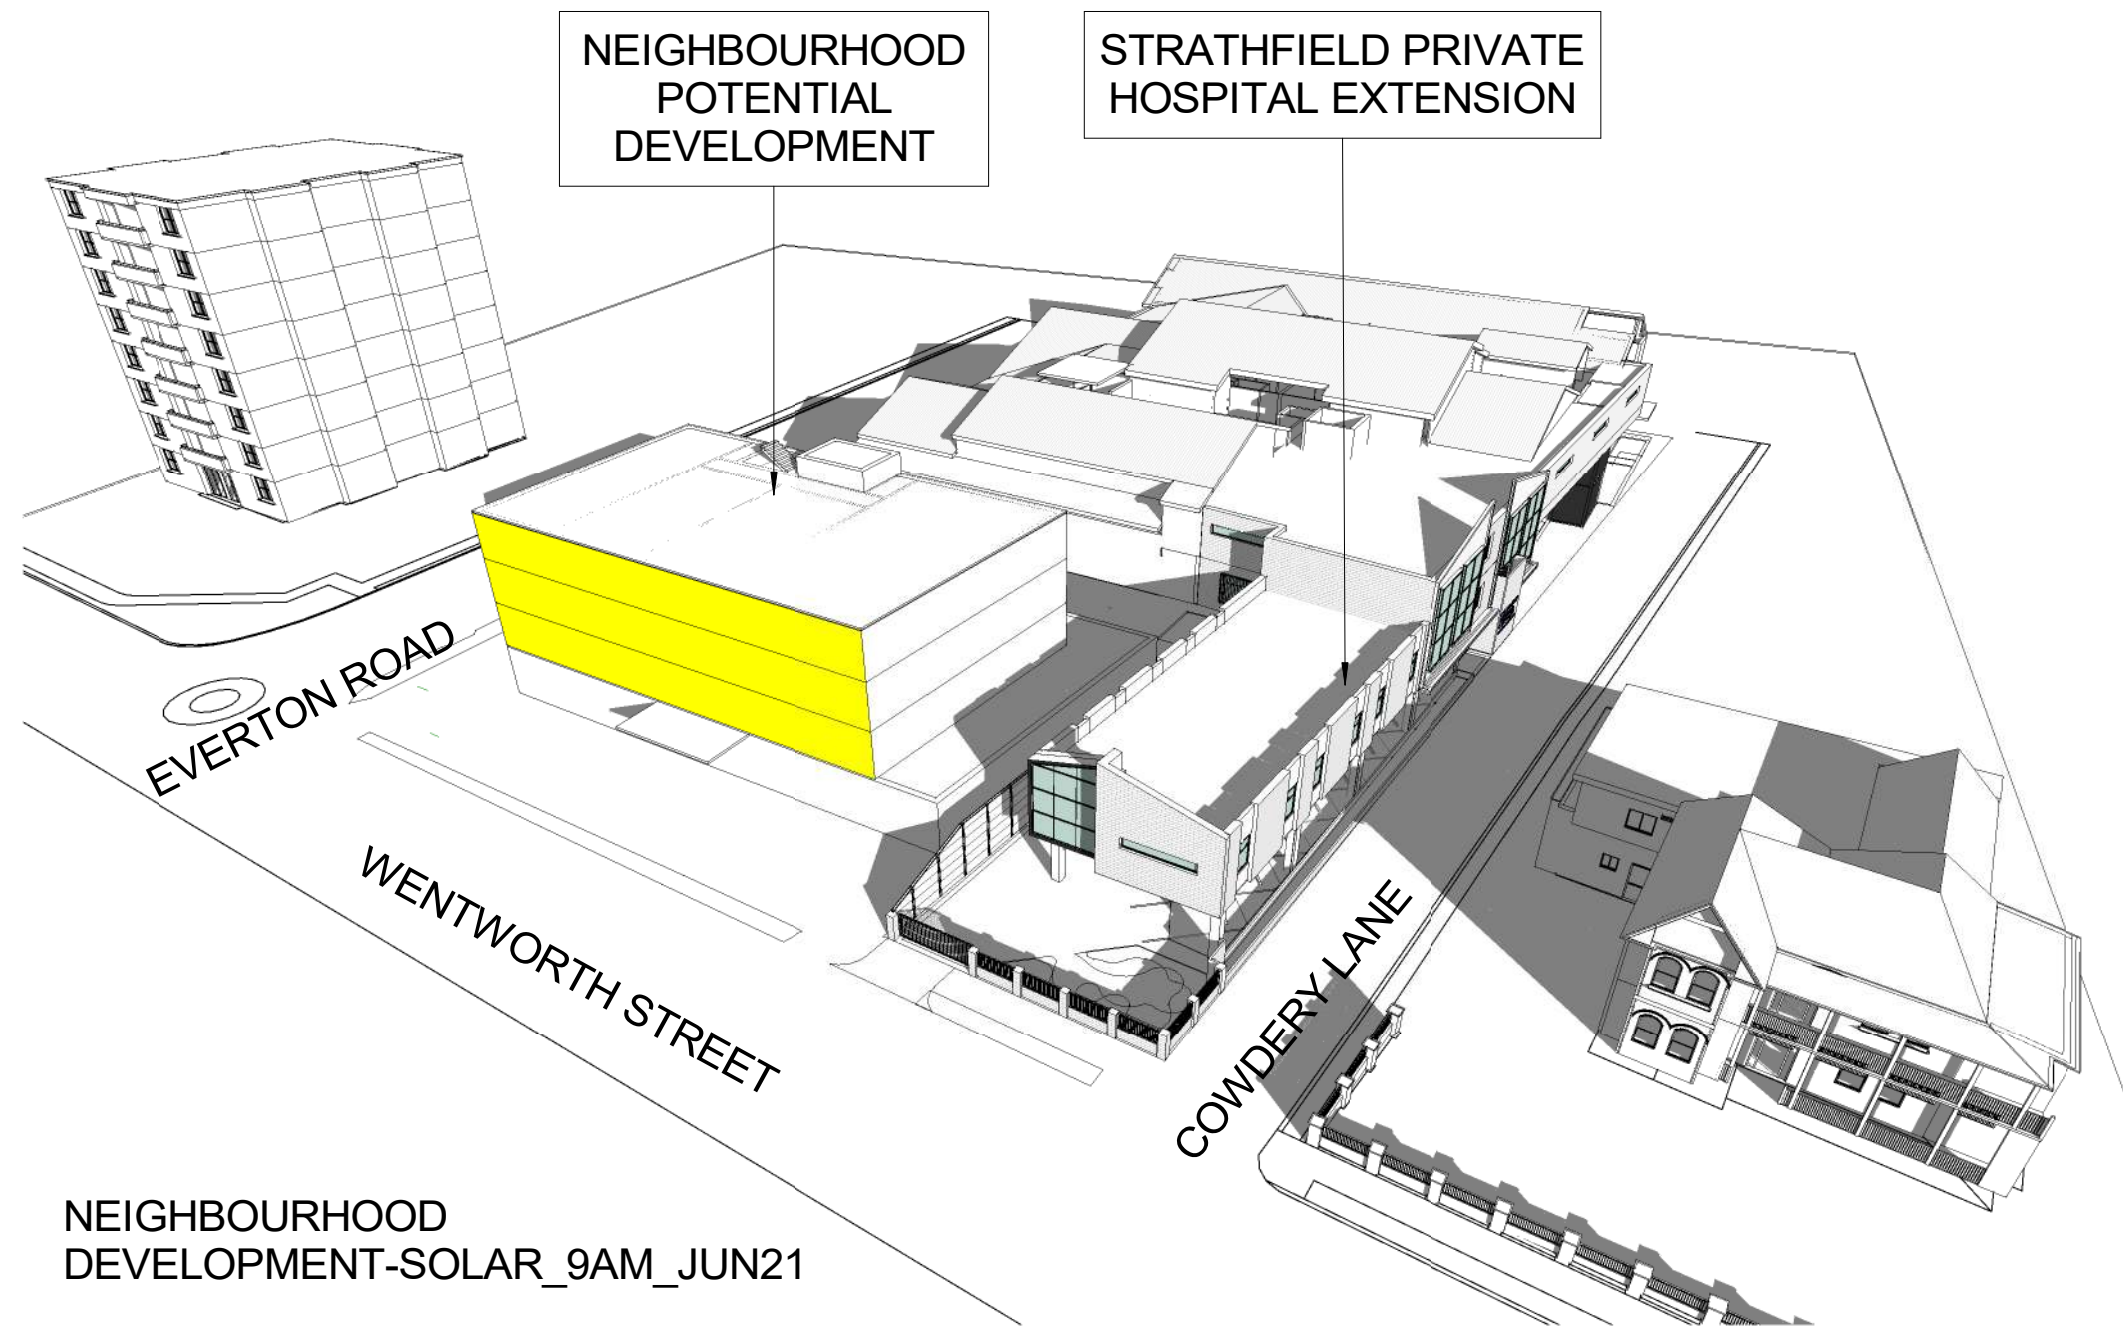 NEIGHBOURHOOD
POTENTIAL
DEVELOPMENT
STRATHFIELD PRIVATE
HOSPITAL EXTENSION
EVERTON ROAD
WENTWORTH STREET
COWDERY LANE
NEIGHBOURHOOD
DEVELOPMENT-SOLAR_9AM_JUN21